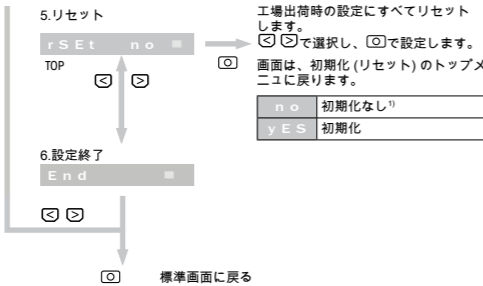 5.リセット
rSEt no
TOP
工場出荷時の設定にすべてリセット
します。
で選択し、で設定します。
画面は、初期化 (リセット) のトップメ
ニュに戻ります。
no 初期化なし1)
yES 初期化
6.設定終了
End
標準画面に戻る